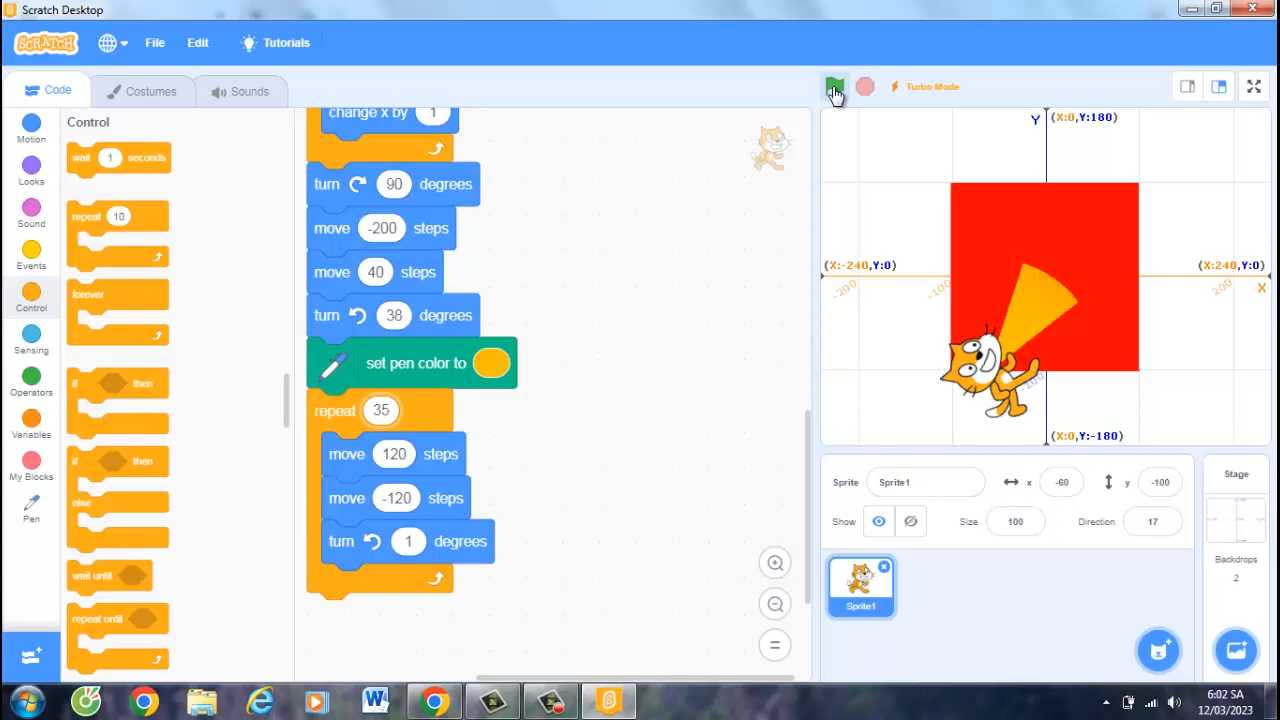 Scratch Desktop
SCRATCH File Edit Tutorials
Code Costumes Sounds
Turbo Mode
Motion
Looks
Sound
Events
Control
Sensing
Operators
Variables
My Blocks
Pen
Control
wait 1 seconds
repeat 10
forever
if then
if then
else
wait until
repeat until
change x by 1
turn 90 degrees
move -200 steps
move 40 steps
turn 38 degrees
set pen color to
repeat 35
move 120 steps
move -120 steps
turn 1 degrees
Y (X:0,Y:180)
(X:-240,Y:0) (X:240,Y:0)
-200 -100 200 X
-100
(X:0,Y:-180)
Sprite Sprite1 x -60 y -100
Show Size 100 Direction 17
Sprite1
Stage
Backdrops
2
6:02 SA
12/03/2023